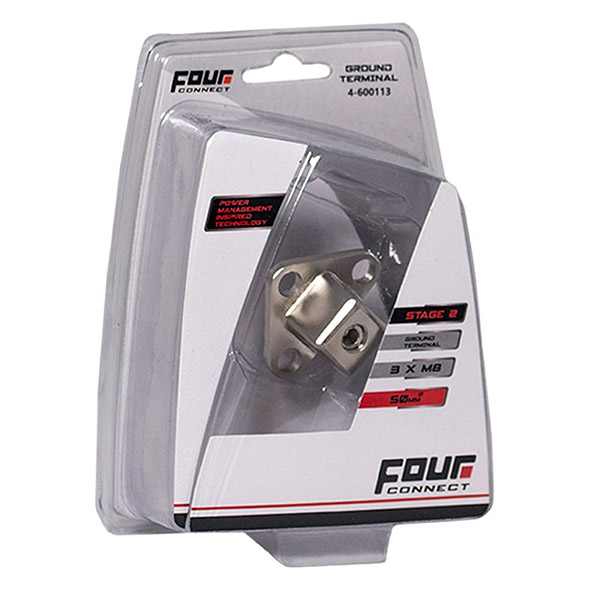 FOUR
CONNECT
GROUND
TERMINAL
4-600113
POWER
MANAGEMENT
INSPIRED
TECHNOLOGY
STAGE 2
GROUND
TERMINAL
3 X M8
50MM²
FOUR
CONNECT